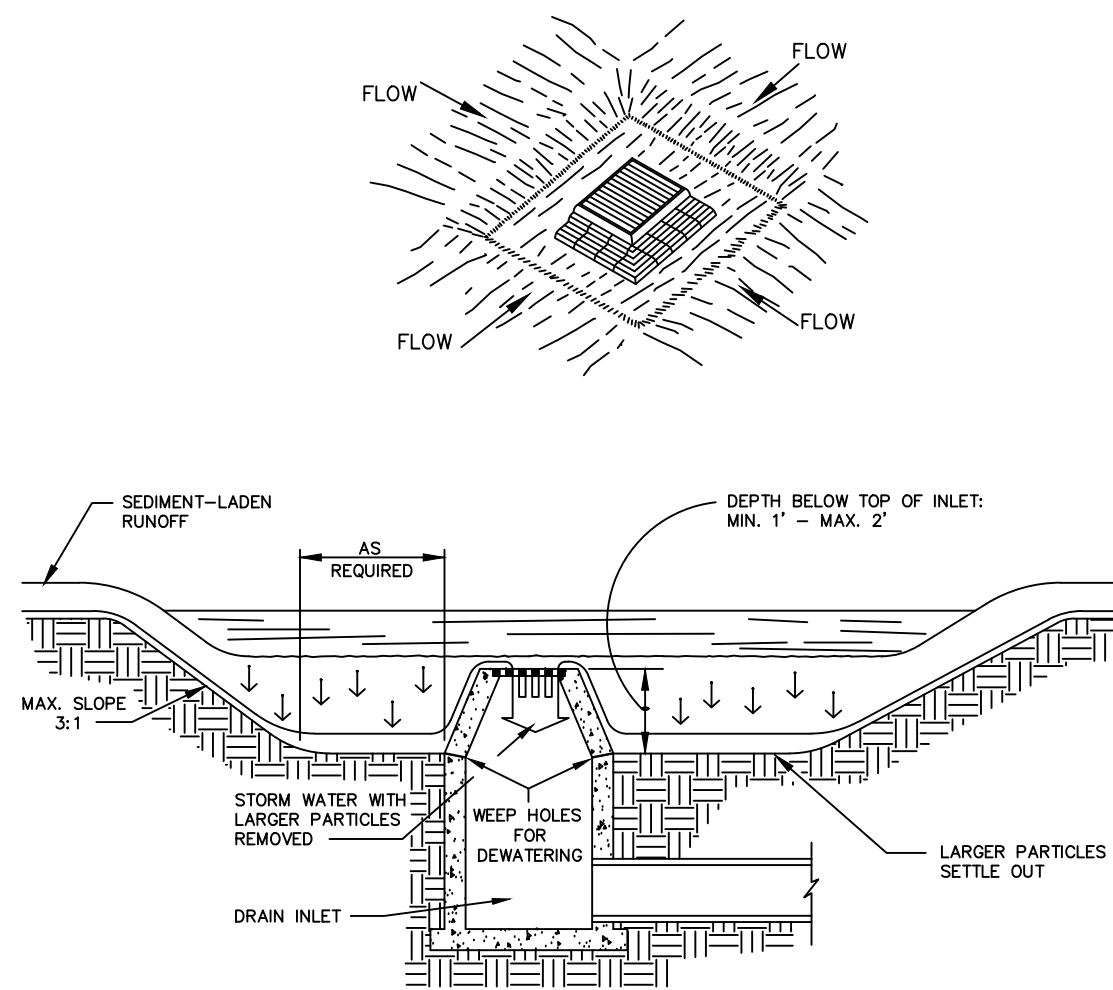 FLOW
FLOW
FLOW
FLOW
SEDIMENT-LADEN
RUNOFF
DEPTH BELOW TOP OF INLET:
MIN. 1' - MAX. 2'
AS
REQUIRED
MAX. SLOPE
3:1
STORM WATER WITH
LARGER PARTICLES
REMOVED
WEEP HOLES
FOR
DEWATERING
LARGER PARTICLES
SETTLE OUT
DRAIN INLET